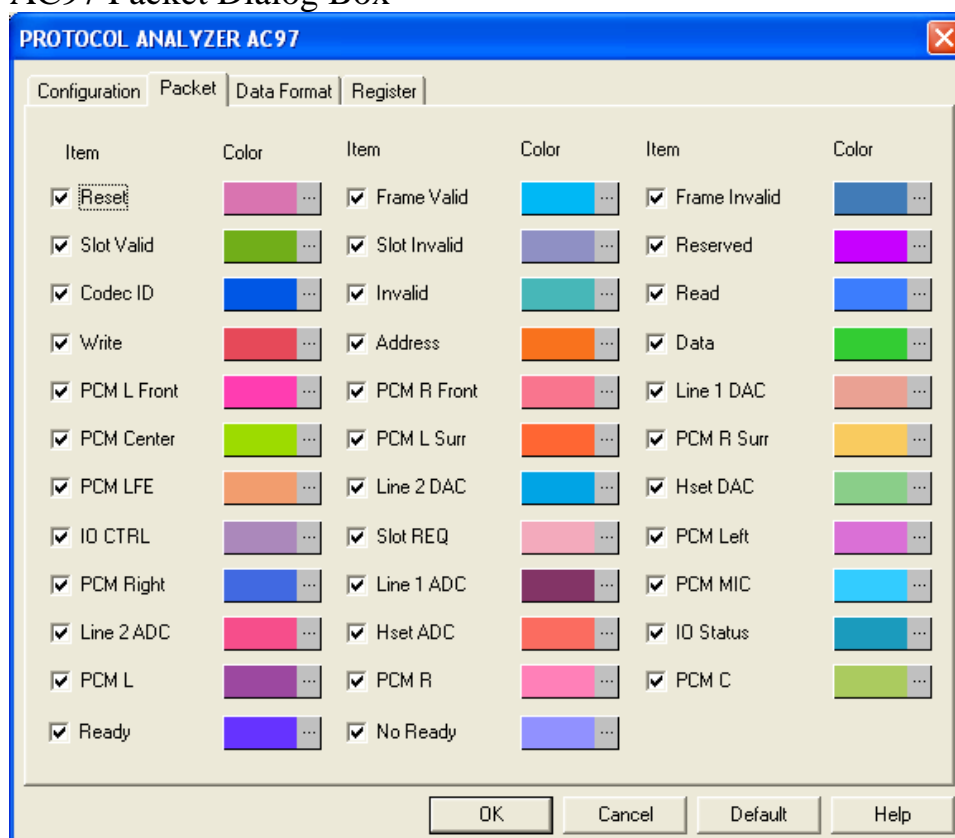 AC97 Packet Dialog Box
PROTOCOL ANALYZER AC97
Configuration Packet Data Format Register
Item Color Item Color Item Color
Reset ... Frame Valid ... Frame Invalid ...
Slot Valid ... Slot Invalid ... Reserved ...
Codec ID ... Invalid ... Read ...
Write ... Address ... Data ...
PCM L Front ... PCM R Front ... Line 1 DAC ...
PCM Center ... PCM L Surr ... PCM R Surr ...
PCM LFE ... Line 2 DAC ... Hset DAC ...
IO CTRL ... Slot REQ ... PCM Left ...
PCM Right ... Line 1 ADC ... PCM MIC ...
Line 2 ADC ... Hset ADC ... IO Status ...
PCM L ... PCM R ... PCM C ...
Ready ... No Ready ...
OK Cancel Default Help